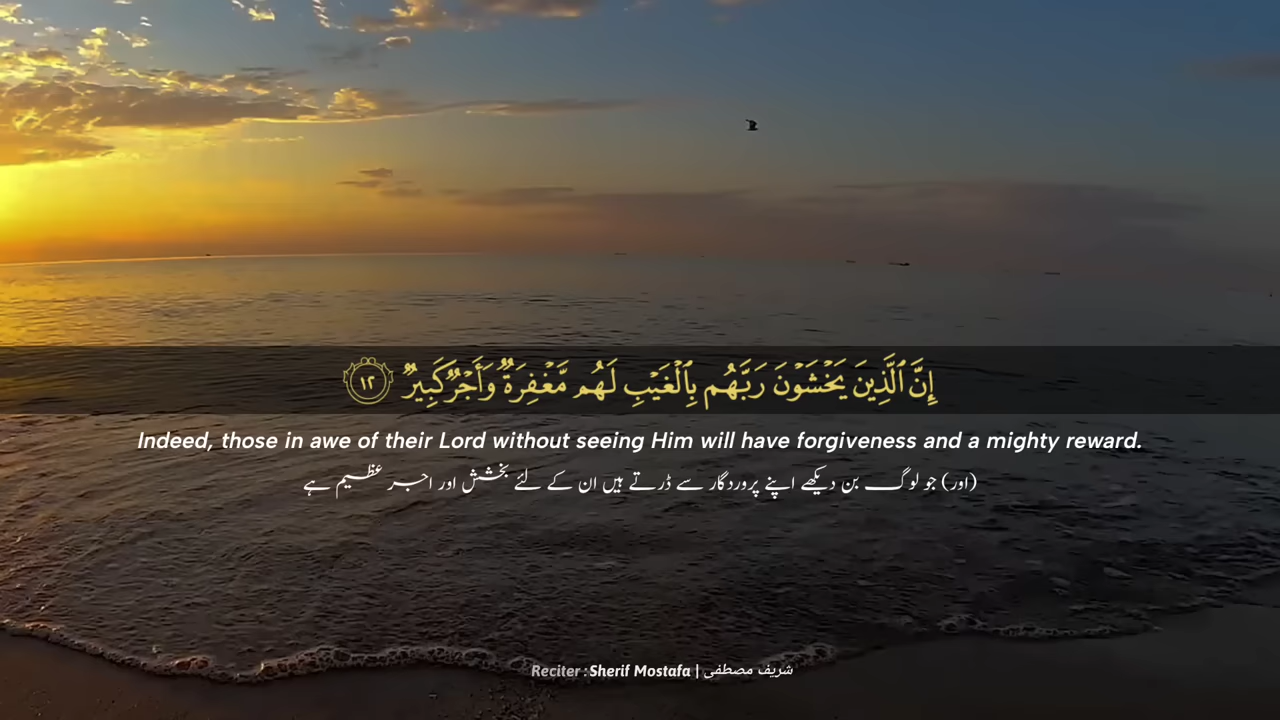 إِنَّ ٱلَّذِينَ يَخْشَوْنَ رَبَّهُم بِٱلْغَيْبِ لَهُم مَّغْفِرَةٌ وَأَجْرٌ كَبِيرٌ ١٢
Indeed, those in awe of their Lord without seeing Him will have forgiveness and a mighty reward.
(اور) جو لوگ بن دیکھے اپنے پروردگار سے ڈرتے ہیں ان کے لئے بخشش اور اجر عظیم ہے
Reciter : Sherif Mostafa | شريف مصطفى